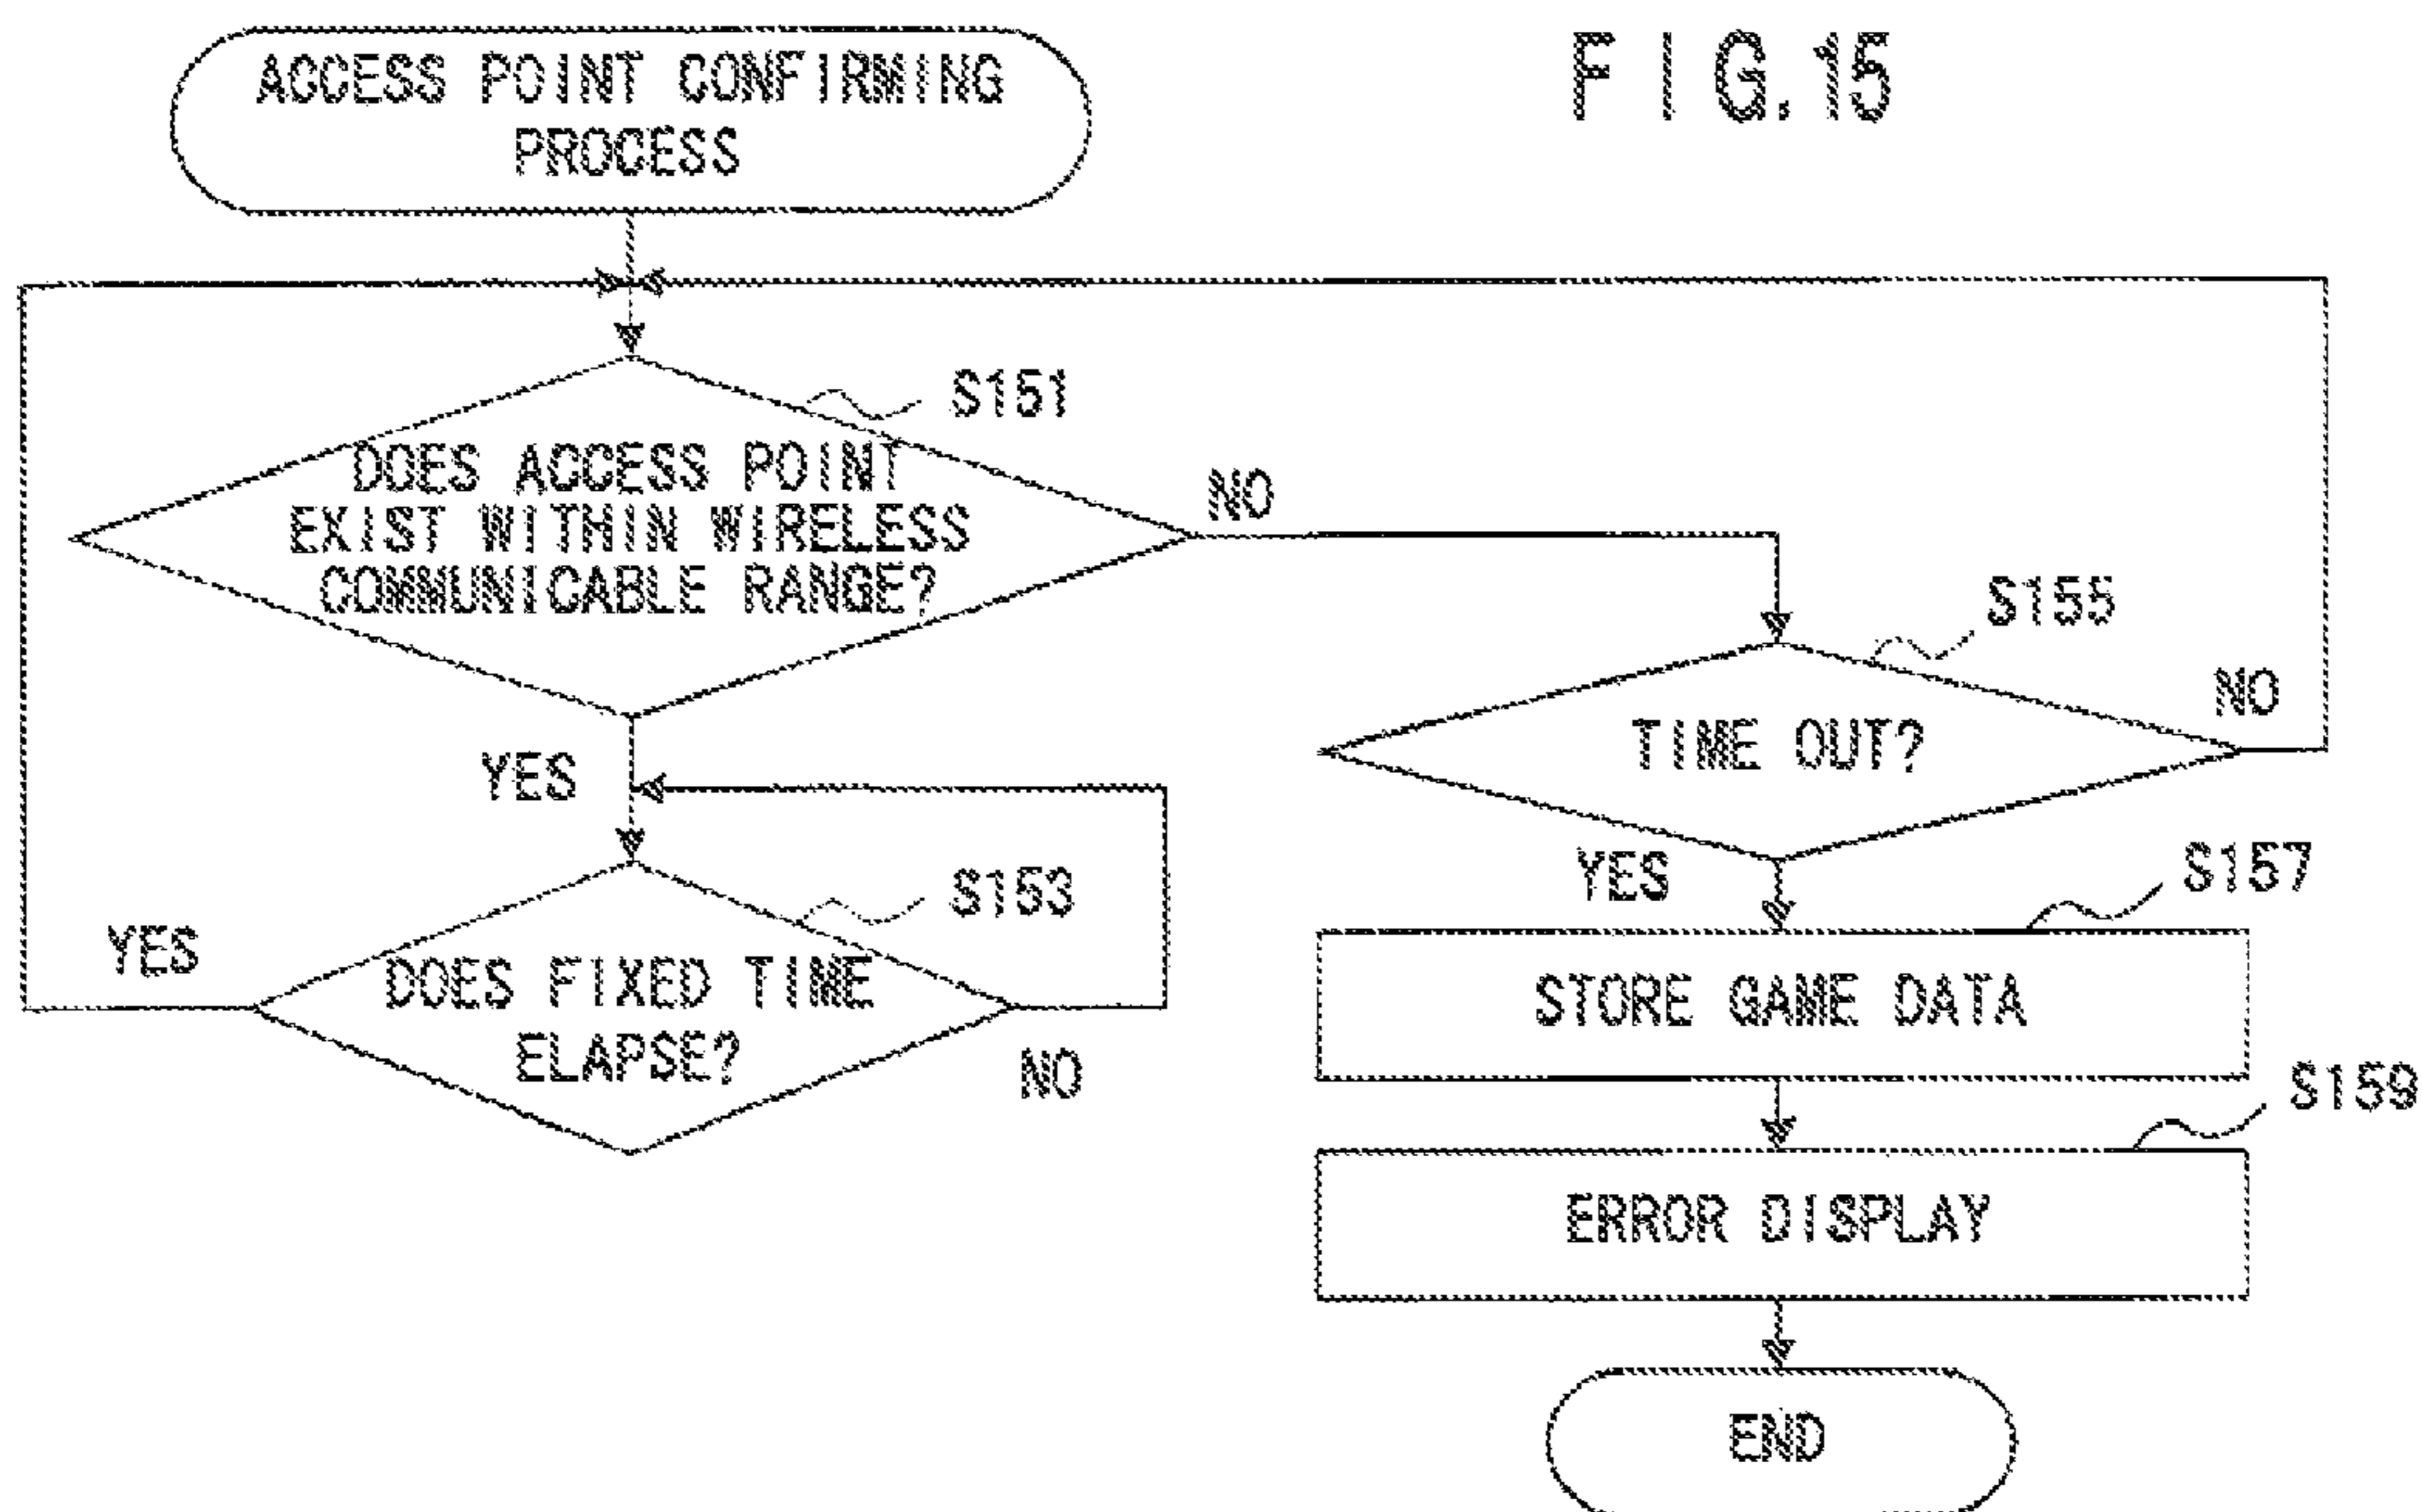 FIG.15
ACCESS POINT CONFIRMING
PROCESS
S151
DOES ACCESS POINT
EXIST WITHIN WIRELESS
COMMUNICABLE RANGE?
NO
YES
S153
DOES FIXED TIME
ELAPSE?
YES
NO
S155
TIME OUT?
NO
YES
S157
STORE GAME DATA
S159
ERROR DISPLAY
END